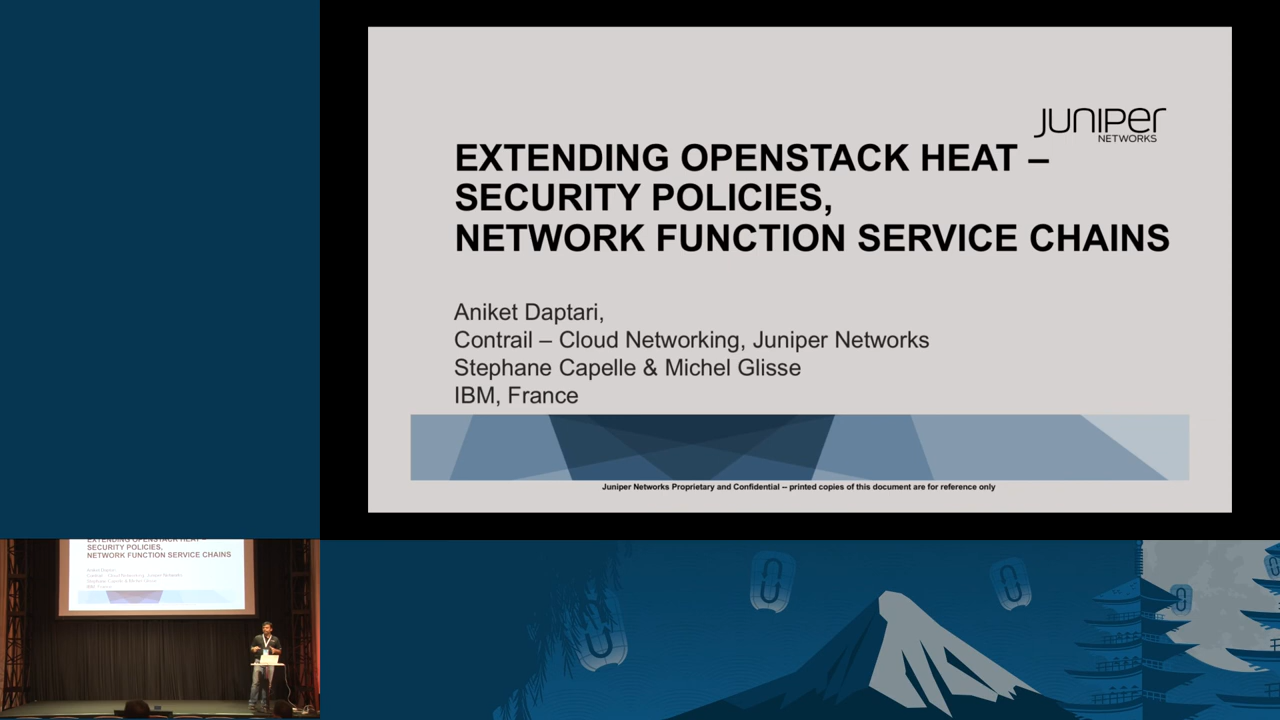 JUNIPEr
NETWORKS
EXTENDING OPENSTACK HEAT –
SECURITY POLICIES,
NETWORK FUNCTION SERVICE CHAINS
Aniket Daptari,
Contrail – Cloud Networking, Juniper Networks
Stephane Capelle & Michel Glisse
IBM, France
Juniper Networks Proprietary and Confidential -- printed copies of this document are for reference only
EXTENDING OPENSTACK HEAT –
SECURITY POLICIES,
NETWORK FUNCTION SERVICE CHAINS